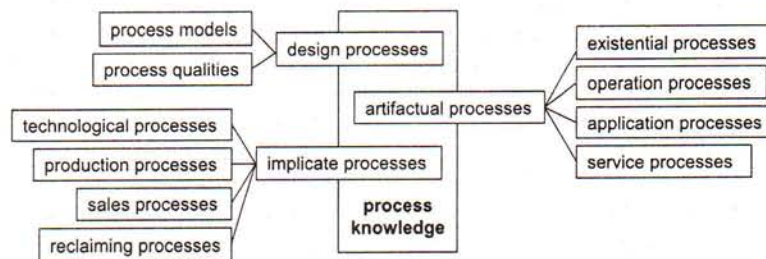 process models
process qualities
design processes
technological processes
production processes
sales processes
reclaiming processes
implicate processes
process
knowledge
artifactual processes
existential processes
operation processes
application processes
service processes